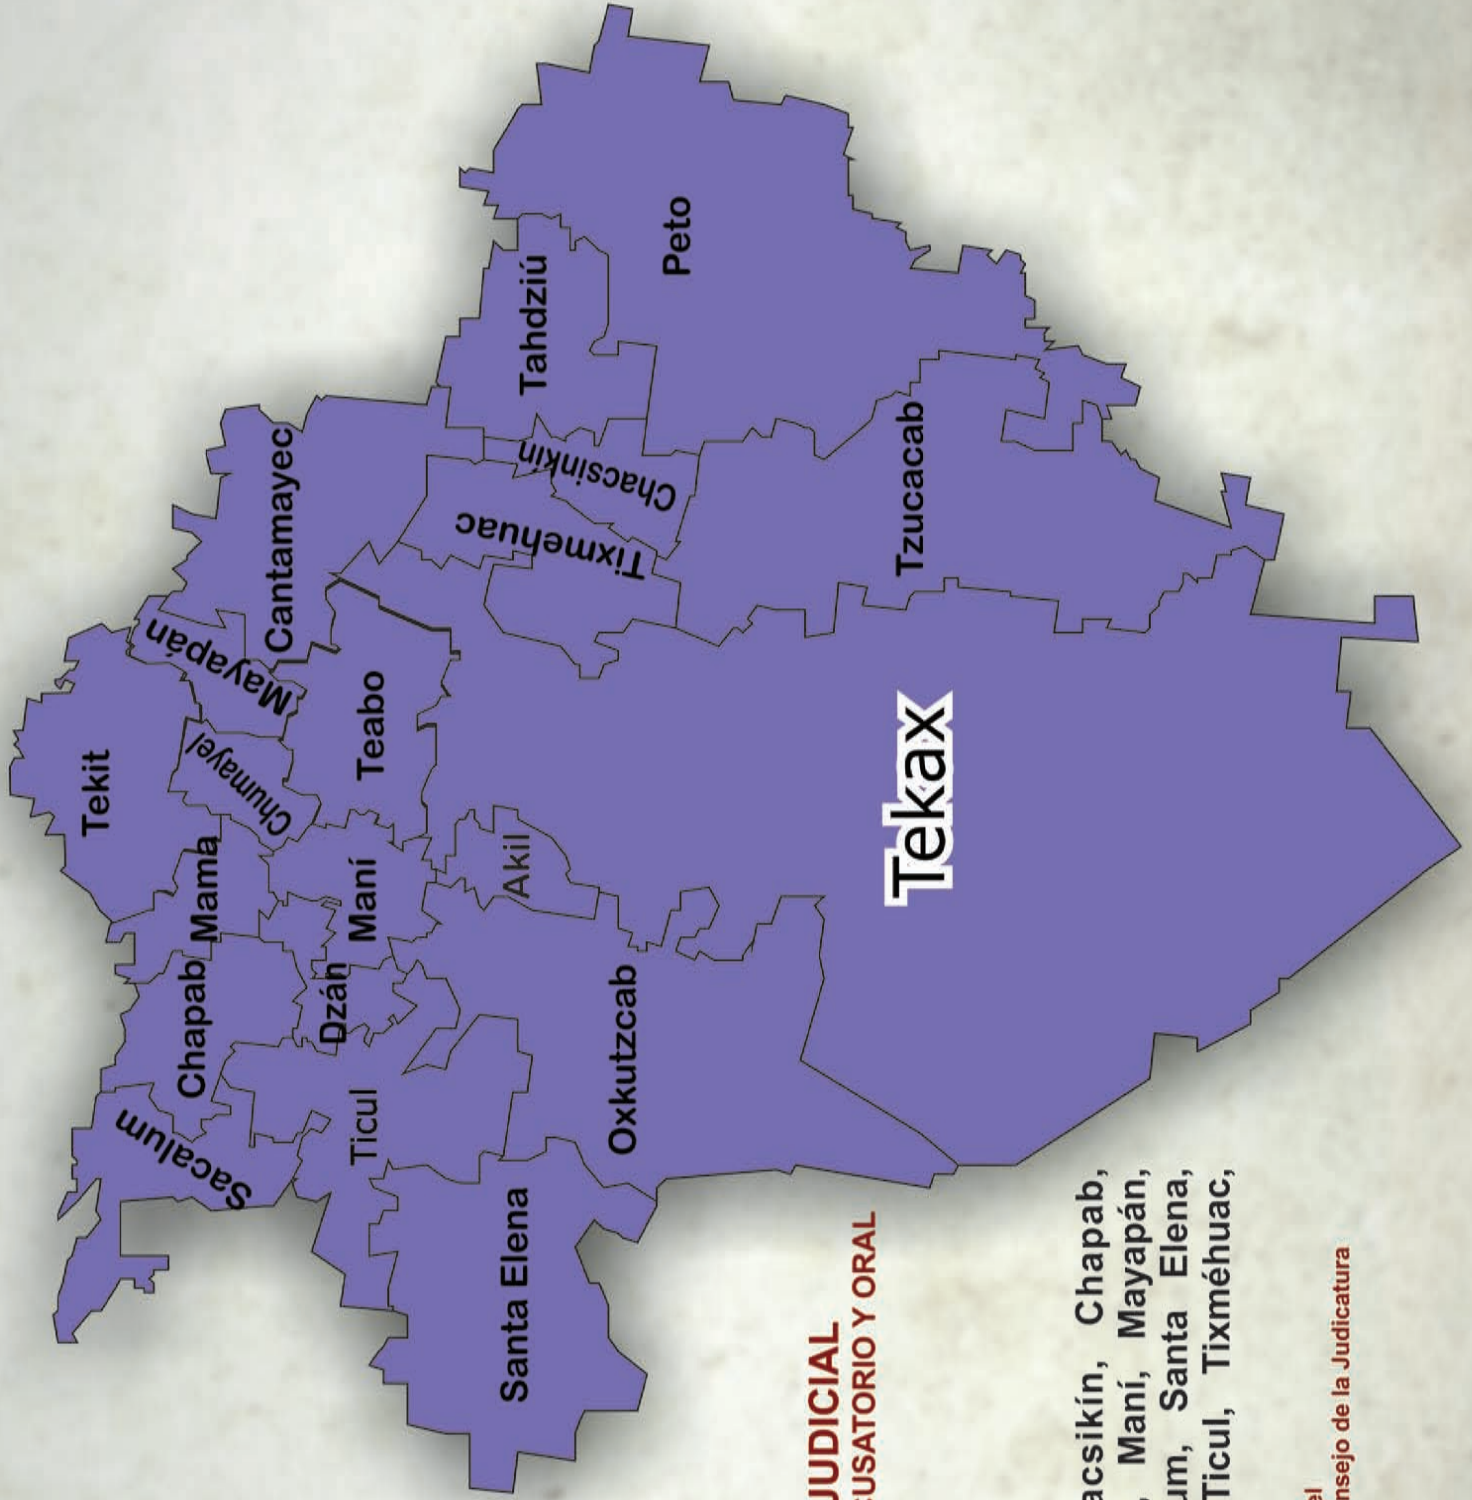 Tekit
Mayapán
Chumayel
Cantamayec
Mama
Teabo
Chapab
Maní
Dzán
Sacalum
Ticul
Akil
Tahdziú
Chacsinkín
Tixmehuac
Peto
Santa Elena
Oxkutzcab
Tzucacab
Tekax
JUDICIAL
CUSATORIO Y ORAL
acsikín, Chapab,
, Maní, Mayapán,
um, Santa Elena,
Ticul, Tixméhuac,
el
nsejo de la Judicatura